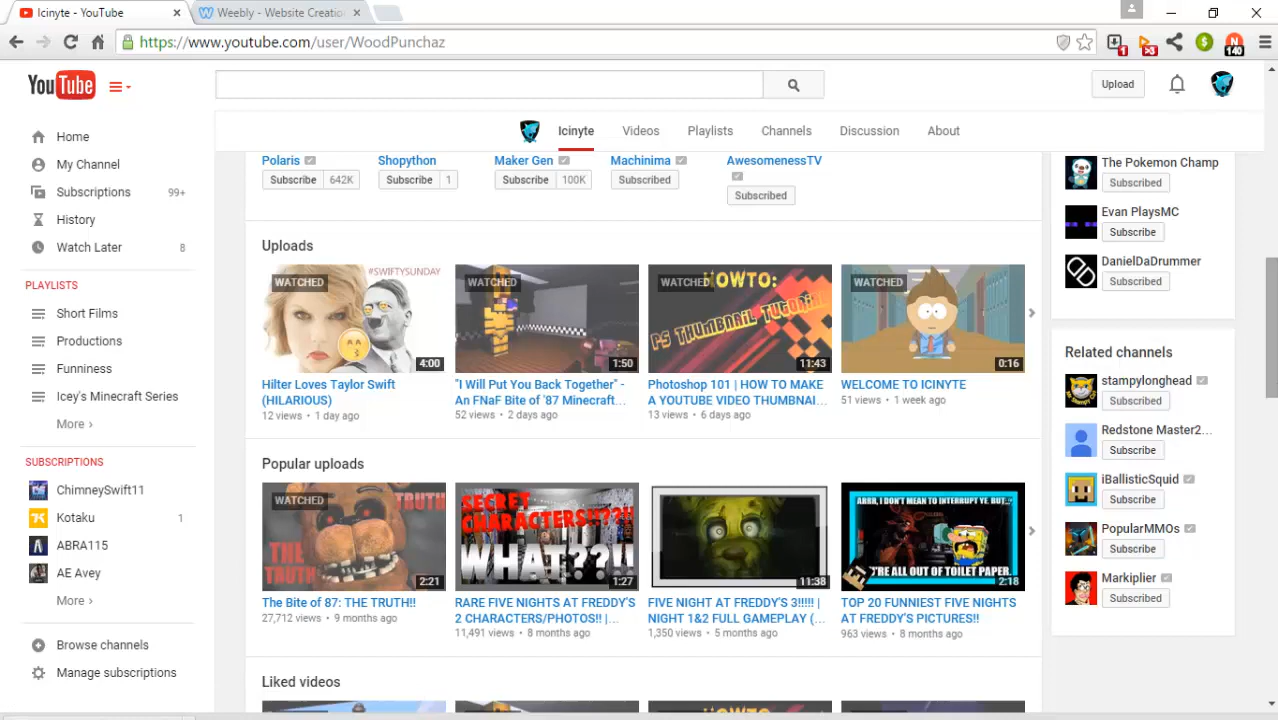 Icinyte - YouTube
Weebly - Website Creation
https://www.youtube.com/user/WoodPunchaz
1
×3
140
YouTube
Upload
Icinyte Videos Playlists Channels Discussion About
Home
My Channel
Subscriptions 99+
History
Watch Later 8
PLAYLISTS
Short Films
Productions
Funniness
Icey's Minecraft Series
More ›
SUBSCRIPTIONS
ChimneySwift11
Kotaku 1
ABRA115
AE Avey
More ›
Browse channels
Manage subscriptions
Polaris Shopython Maker Gen Machinima AwesomenessTV
Subscribe 642K Subscribe 1 Subscribe 100K Subscribed
Subscribed
Uploads
WATCHED
#SWIFTYSUNDAY
4:00
Hilter Loves Taylor Swift
(HILARIOUS)
12 views • 1 day ago
WATCHED
1:50
"I Will Put You Back Together" -
An FNaF Bite of '87 Minecraft...
52 views • 2 days ago
WATCHED
HOWTO:
PS THUMBNAIL TUTORIAL
11:43
Photosop 101 | HOW TO MAKE
A YOUTUBE VIDEO THUMBNAI...
13 views • 6 days ago
WATCHED
0:16
WELCOME TO ICINYTE
51 views • 1 week ago
Popular uploads
WATCHED
TRUTH
THE
TRUTH
2:21
The Bite of 87: THE TRUTH!!
27,712 views • 9 months ago
SECRET
CHARACTERS!!??!!
WHAT??!!
1:27
RARE FIVE NIGHTS AT FREDDY'S
2 CHARACTERS/PHOTOS!! |...
11,491 views • 8 months ago
11:38
FIVE NIGHT AT FREDDY'S 3!!!!! |
NIGHT 1&2 FULL GAMEPLAY (...
1,350 views • 5 months ago
ARRR, I DON'T MEAN TO INTERRUPT YE, BUT...
'RE ALL OUT OF TOILET PAPER.
2:18
TOP 20 FUNNIEST FIVE NIGHTS
AT FREDDY'S PICTURES!!
963 views • 8 months ago
Liked videos
The Pokemon Champ
Subscribed
Evan PlaysMC
Subscribe
DanielDaDrummer
Subscribed
Related channels
stampylonghead
Subscribed
Redstone Master2...
Subscribe
iBallisticSquid
Subscribe
PopularMMOs
Subscribe
Markiplier
Subscribed